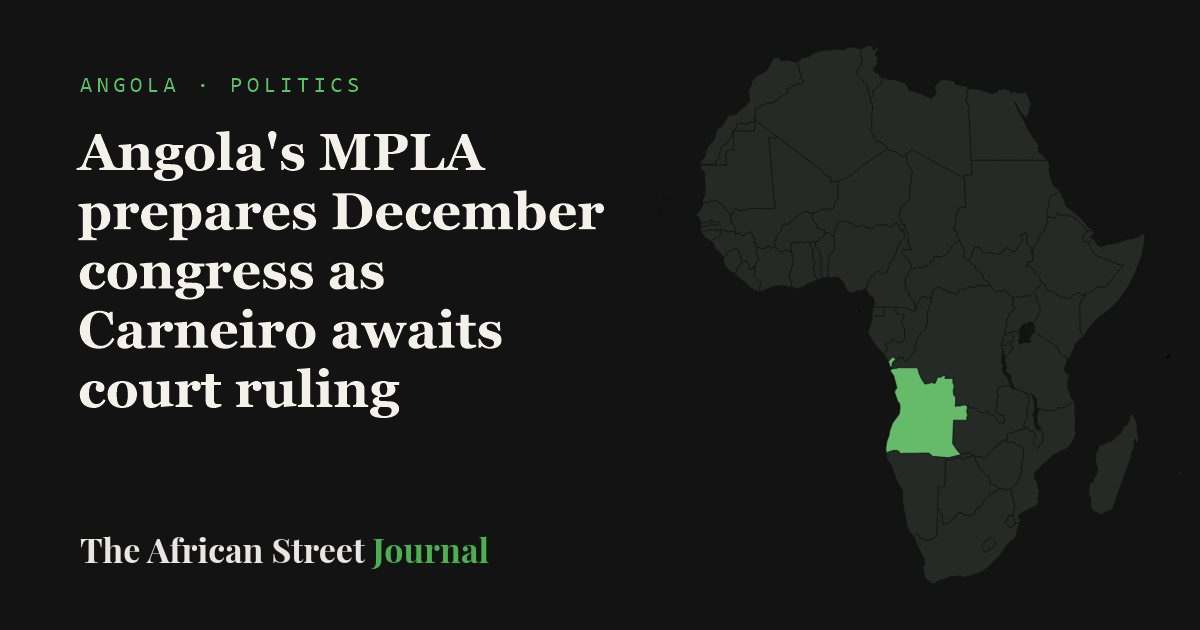 ANGOLA · POLITICS
Angola's MPLA
prepares December
congress as
Carneiro awaits
court ruling
The African Street Journal